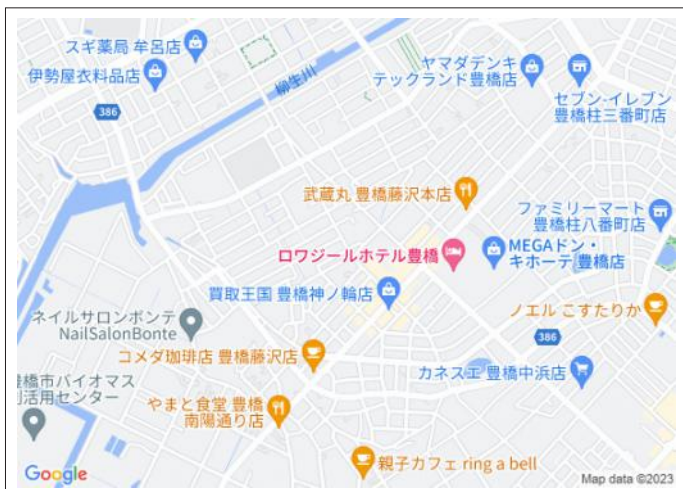 スギ薬局 牟呂店
伊勢屋衣料品店
386
柳生川
ヤマダデンキ
テックランド豊橋店
セブン-イレブン
豊橋柱三番町店
武蔵丸 豊橋藤沢本店
ファミリーマート
豊橋柱八番町店
ロワジールホテル豊橋
MEGAドン・
キホーテ 豊橋店
買取王国 豊橋神ノ輪店
ネイルサロンボンテ
NailSalonBonte
ノエル こすたりか
386
コメダ珈琲店 豊橋藤沢店
カネスエ 豊橋中浜店
豊橋市バイオマス
利活用センター
やまと食堂 豊橋
南陽通り店
親子カフェ ring a bell
Google
Map data ©2023